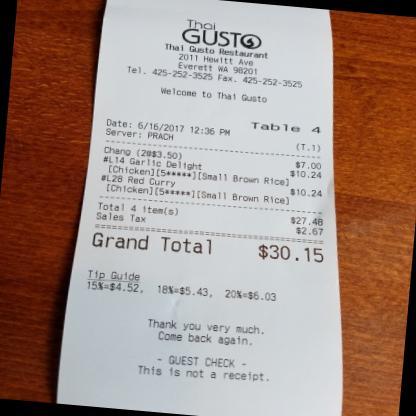 Thai
GUSTO
Thai Gusto Restaurant
2011 Hewitt Ave
Everett WA 98201
Tel. 425-252-3525 Fax. 425-252-3525
Welcome to Thai Gusto
Table 4
Date: 6/16/2017 12:36 PM (T.1)
Server: PRACH
Chang (2@$3.50) $7.00
#L14 Garlic Delight $10.24
[Chicken][5*****][Small Brown Rice]
#L28 Red Curry $10.24
[Chicken][5*****][Small Brown Rice]
Total 4 item(s) $27.48
Sales Tax $2.67
Grand Total $30.15
Tip Guide
15%=$4.52, 18%=$5.43, 20%=$6.03
Thank you very much.
Come back again.
- GUEST CHECK -
This is not a receipt.